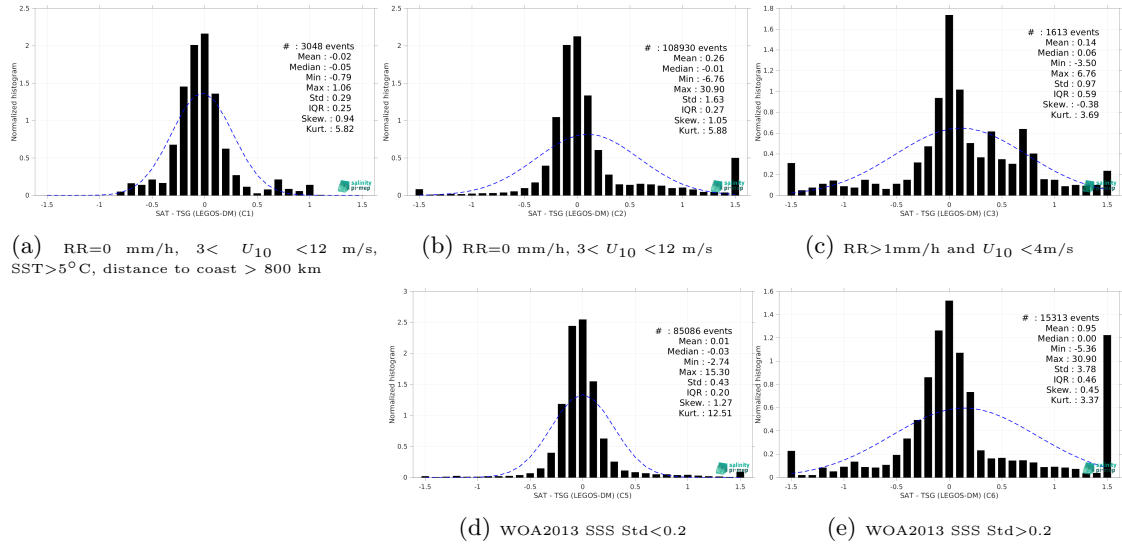 2.5
2
1.5
1
0.5
0
Normalized histogram
# : 3048 events
Mean : -0.02
Median : -0.05
Min : -0.79
Max : 1.06
Std : 0.29
IQR : 0.25
Skew. : 0.94
Kurt. : 5.82
salinity
pi-mep
-1.5 -1 -0.5 0 0.5 1 1.5
SAT - TSG (LEGOS-DM) (C1)
(a) RR=0 mm/h, 3< U10 <12 m/s,
SST>5°C, distance to coast > 800 km
2.5
2
1.5
1
0.5
0
Normalized histogram
# : 108930 events
Mean : 0.26
Median : -0.01
Min : -6.76
Max : 30.90
Std : 1.63
IQR : 0.27
Skew. : 1.05
Kurt. : 5.88
salinity
pi-mep
-1.5 -1 -0.5 0 0.5 1 1.5
SAT - TSG (LEGOS-DM) (C2)
(b) RR=0 mm/h, 3< U10 <12 m/s
1.8
1.6
1.4
1.2
1
0.8
0.6
0.4
0.2
0
Normalized histogram
# : 1613 events
Mean : 0.14
Median : 0.06
Min : -3.50
Max : 6.76
Std : 0.97
IQR : 0.59
Skew. : -0.38
Kurt. : 3.69
salinity
pi-mep
-1.5 -1 -0.5 0 0.5 1 1.5
SAT - TSG (LEGOS-DM) (C3)
(c) RR>1mm/h and U10 <4m/s
3
2.5
2
1.5
1
0.5
0
Normalized histogram
# : 85086 events
Mean : 0.01
Median : -0.03
Min : -2.74
Max : 15.30
Std : 0.43
IQR : 0.20
Skew. : 1.27
Kurt. : 12.51
salinity
pi-mep
-1.5 -1 -0.5 0 0.5 1 1.5
SAT - TSG (LEGOS-DM) (C5)
(d) WOA2013 SSS Std<0.2
1.6
1.4
1.2
1
0.8
0.6
0.4
0.2
0
Normalized histogram
# : 15313 events
Mean : 0.95
Median : 0.00
Min : -5.36
Max : 30.90
Std : 3.78
IQR : 0.46
Skew. : 0.45
Kurt. : 3.37
salinity
pi-mep
-1.5 -1 -0.5 0 0.5 1 1.5
SAT - TSG (LEGOS-DM) (C6)
(e) WOA2013 SSS Std>0.2